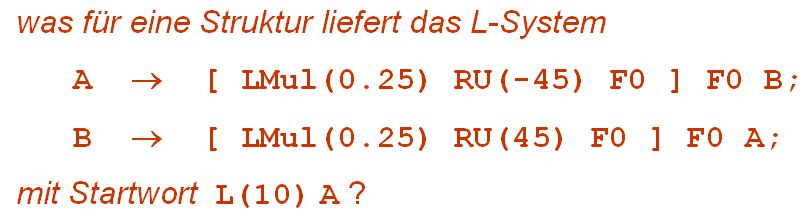 was für eine Struktur liefert das L-System
A → [ LMul(0.25) RU(-45) F0 ] F0 B;
B → [ LMul(0.25) RU(45) F0 ] F0 A;
mit Startwort L(10) A ?